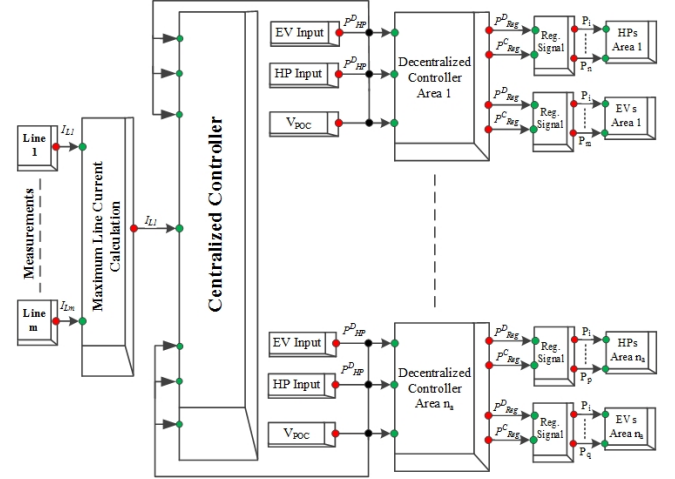 EV Input
P^D_HP
HP Input
P^D_HP
V_POC
Decentralized
Controller
Area 1
P^D_Reg
P^C_Reg
Reg.
Signal
P_i
P_n
HPs
Area 1
P^D_Reg
P^C_Reg
Reg.
Signal
P_i
P_m
EVs
Area 1
Line
1
I_L1
Measurements
Line
m
I_Lm
Maximum Line Current
Calculation
I_L1
Centralized Controller
EV Input
P^D_HP
HP Input
P^D_HP
V_POC
Decentralized
Controller
Area n_a
P^D_Reg
P^C_Reg
Reg.
Signal
P_i
P_p
HPs
Area n_a
P^D_Reg
P^C_Reg
Reg.
Signal
P_i
P_q
EVs
Area n_a